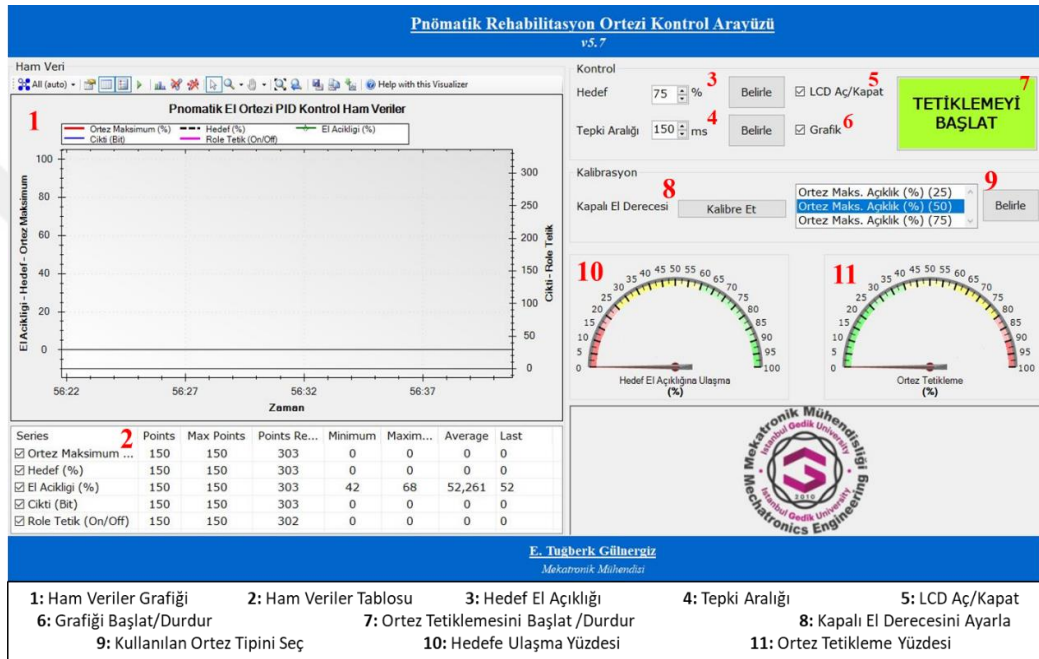 Pnömatik Rehabilitasyon Ortezi Kontrol Arayüzü
v5.7
Ham Veri
All (auto)
Help with this Visualizer
1
Pnomatik El Ortezi PID Kontrol Ham Veriler
Ortez Maksimum (%) Hedef (%) El Acikligi (%)
Cikti (Bit) Role Tetik (On/Off)
El Acikligi - Hedef - Ortez Maksimum
100
80
60
40
20
0
300
250
200
150
100
50
0
Cikti - Role Tetik
56:22 56:27 56:32 56:37
Zaman
2
Series Points Max Points Points Re... Minimum Maxim... Average Last
Ortez Maksimum ... 150 150 303 0 0 0 0
Hedef (%) 150 150 303 0 0 0 0
El Acikligi (%) 150 150 303 42 68 52,261 52
Cikti (Bit) 150 150 303 0 0 0 0
Role Tetik (On/Off) 150 150 302 0 0 0 0
Kontrol
Hedef 75 % 3 Belirle 5 LCD Aç/Kapat
Tepki Aralığı 150 ms 4 Belirle Grafik 6
7
TETİKLEMEYİ
BAŞLAT
Kalibrasyon
Kapalı El Derecesi 8 Kalibre Et
Ortez Maks. Açıklık (%) (25)
Ortez Maks. Açıklık (%) (50)
Ortez Maks. Açıklık (%) (75)
9
Belirle
10
0 5 10 15 20 25 30 35 40 45 50 55 60 65 70 75 80 85 90 95 100
Hedef El Açıklığına Ulaşma
(%)
11
0 5 10 15 20 25 30 35 40 45 50 55 60 65 70 75 80 85 90 95 100
Ortez Tetikleme
(%)
Mekatronik Mühendisliği
Istanbul Gedik University
2010
Istanbul Gedik University
Mechatronics Engineering
E. Tuğberk Gülnergiz
Mekatronik Mühendizi
1: Ham Veriler Grafiği 2: Ham Veriler Tablosu 3: Hedef El Açıklığı 4: Tepki Aralığı 5: LCD Aç/Kapat
6: Grafiği Başlat/Durdur 7: Ortez Tetiklemesini Başlat /Durdur 8: Kapalı El Derecesini Ayarla
9: Kullanılan Ortez Tipini Seç 10: Hedefe Ulaşma Yüzdesi 11: Ortez Tetikleme Yüzdesi